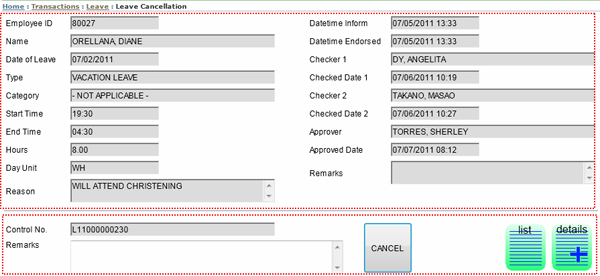 Home : Transactions : Leave : Leave Cancellation
Employee ID 80027 Datetime Inform 07/05/2011 13:33
Name ORELLANA, DIANE Datetime Endorsed 07/05/2011 13:33
Date of Leave 07/02/2011 Checker 1 DY, ANGELITA
Type VACATION LEAVE Checked Date 1 07/06/2011 10:19
Category - NOT APPLICABLE - Checker 2 TAKANO, MASAO
Start Time 19:30 Checked Date 2 07/06/2011 10:27
End Time 04:30 Approver TORRES, SHERLEY
Hours 8.00 Approved Date 07/07/2011 08:12
Day Unit WH Remarks
Reason WILL ATTEND CHRISTENING
Control No. L11000000230
Remarks
CANCEL
list
details